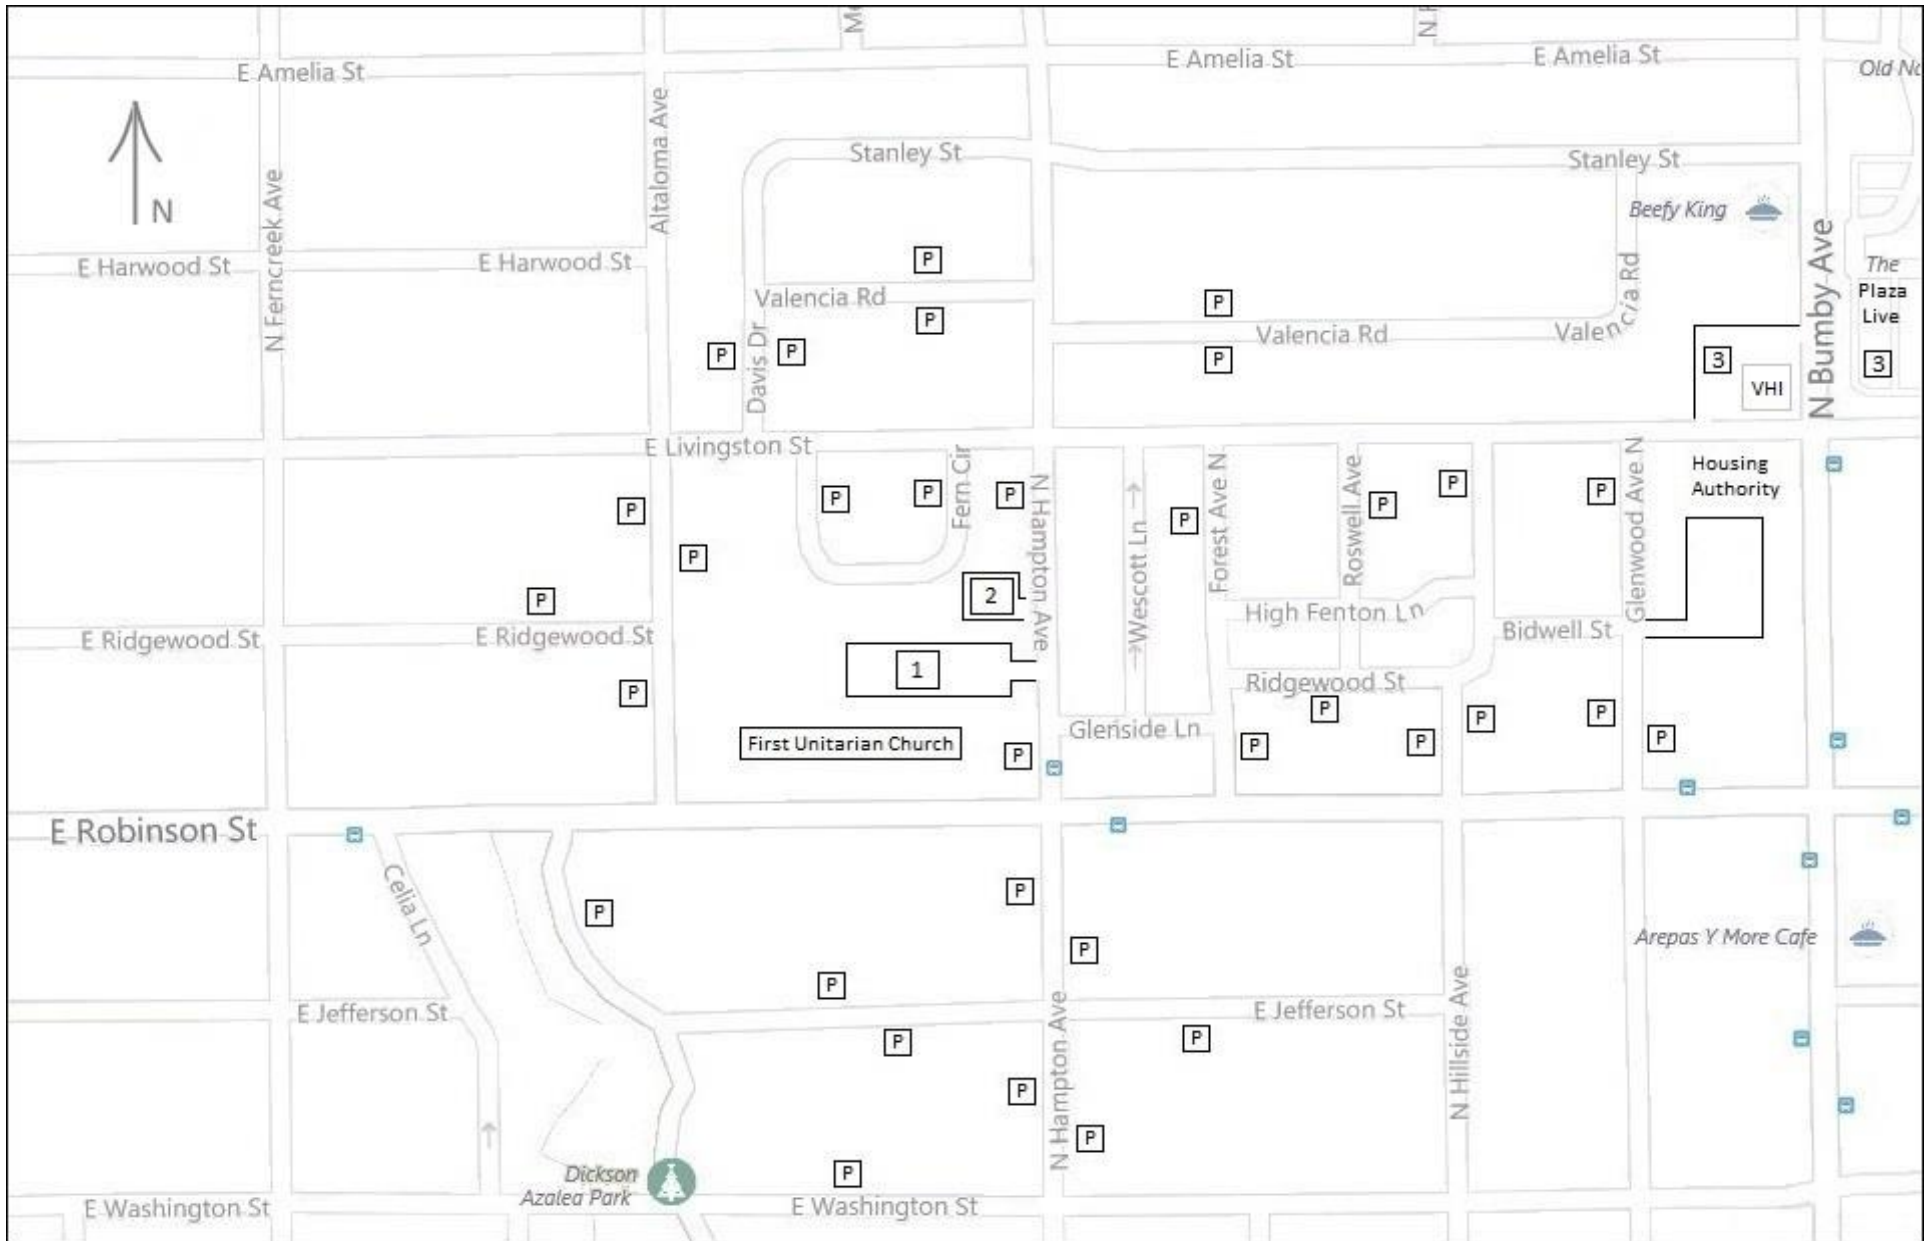 Me
N F
E Amelia St
E Amelia St
E Amelia St
Old No
N
N Ferncreek Ave
Altaloma Ave
Stanley St
Stanley St
Beefy King
E Harwood St
E Harwood St
P
Valencia Rd
P
P
P
Davis Dr
P
Valencia Rd
P
Valencia Rd
3
VHI
N Bumby Ave
The
Plaza
Live
3
E Livingston St
P
P
P
P
P
Fern Cir
P
N Hampton Ave
Wescott Ln
P
Forest Ave N
Roswell Ave
P
P
P
Glenwood Ave N
Housing
Authority
2
High Fenton Ln
Bidwell St
E Ridgewood St
E Ridgewood St
1
P
Ridgewood St
P
P
P
P
P
P
First Unitarian Church
P
Glenside Ln
E Robinson St
Celia Ln
P
P
P
P
Arepas Y More Cafe
E Jefferson St
E Jefferson St
P
P
P
N Hampton Ave
P
N Hillside Ave
Dickson
Azalea Park
P
E Washington St
E Washington St